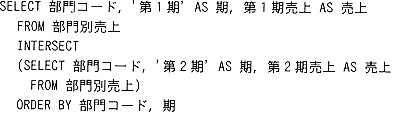 SELECT 部門コード, '第１期' AS 期, 第１期売上 AS 売上
FROM 部門別売上
INTERSECT
(SELECT 部門コード, '第２期' AS 期, 第２期売上 AS 売上
FROM 部門別売上)
ORDER BY 部門コード, 期